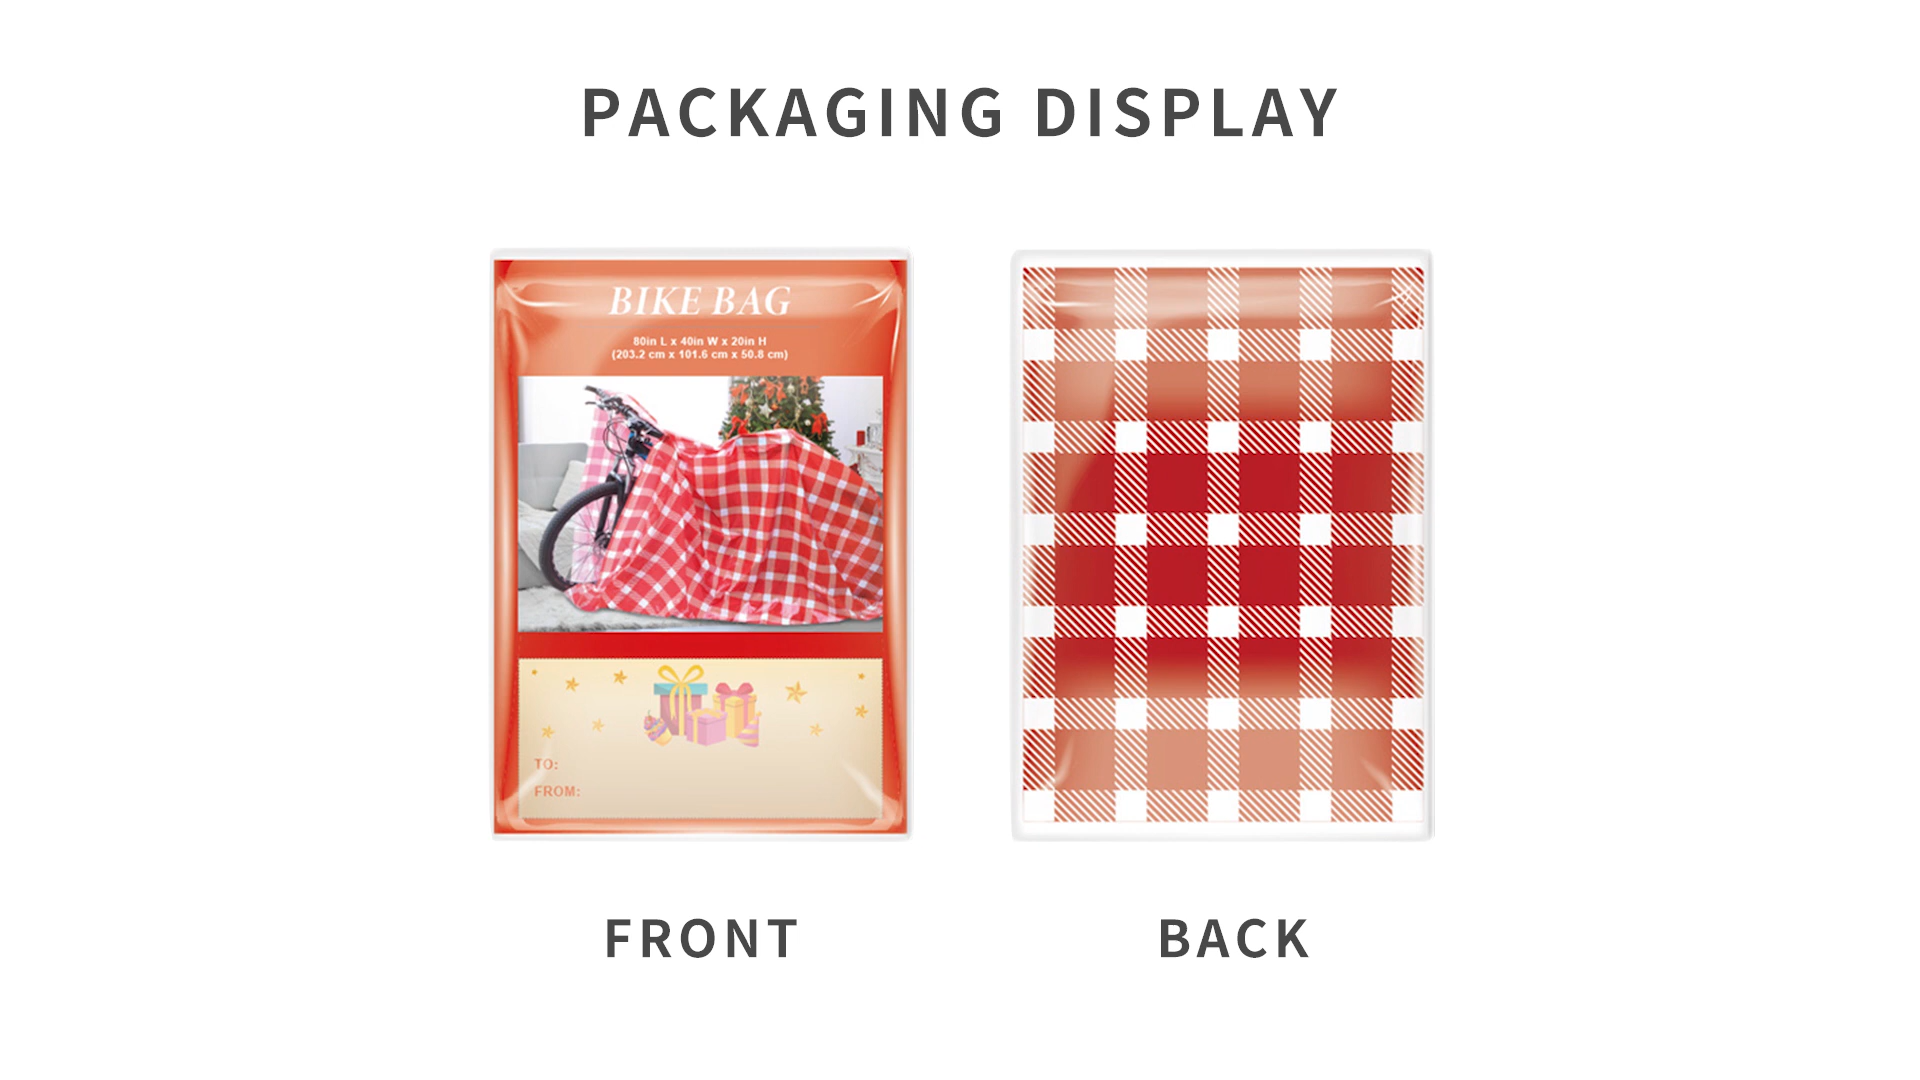 PACKAGING DISPLAY
BIKE BAG
80in L x 40in W x 20in H
(203.2 cm x 101.6 cm x 50.8 cm)
TO:
FROM:
FRONT
BACK